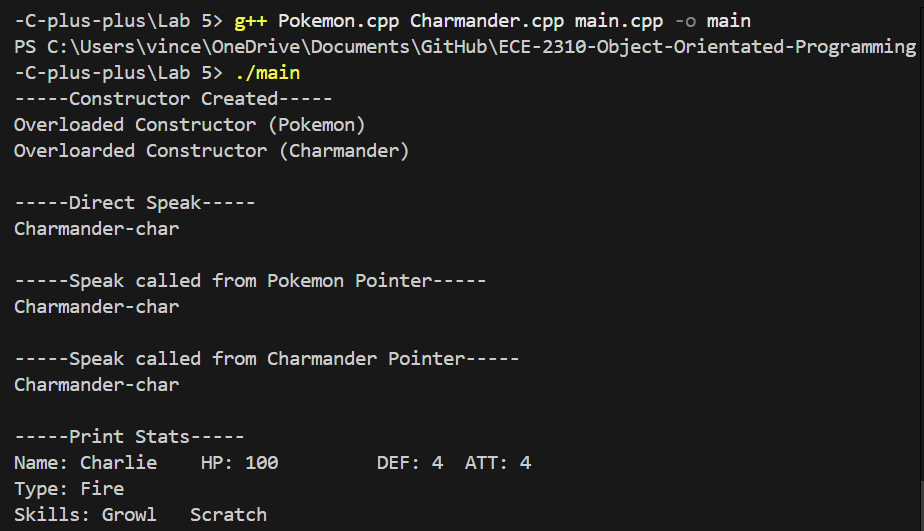 -C-plus-plus\Lab 5> g++ Pokemon.cpp Charmander.cpp main.cpp -o main
PS C:\Users\vince\OneDrive\Documents\GitHub\ECE-2310-Object-Orientated-Programming
-C-plus-plus\Lab 5> ./main
-----Constructor Created-----
Overloaded Constructor (Pokemon)
Overloarded Constructor (Charmander)
-----Direct Speak-----
Charmander-char
-----Speak called from Pokemon Pointer-----
Charmander-char
-----Speak called from Charmander Pointer-----
Charmander-char
-----Print Stats-----
Name: Charlie    HP: 100         DEF: 4  ATT: 4
Type: Fire
Skills: Growl   Scratch